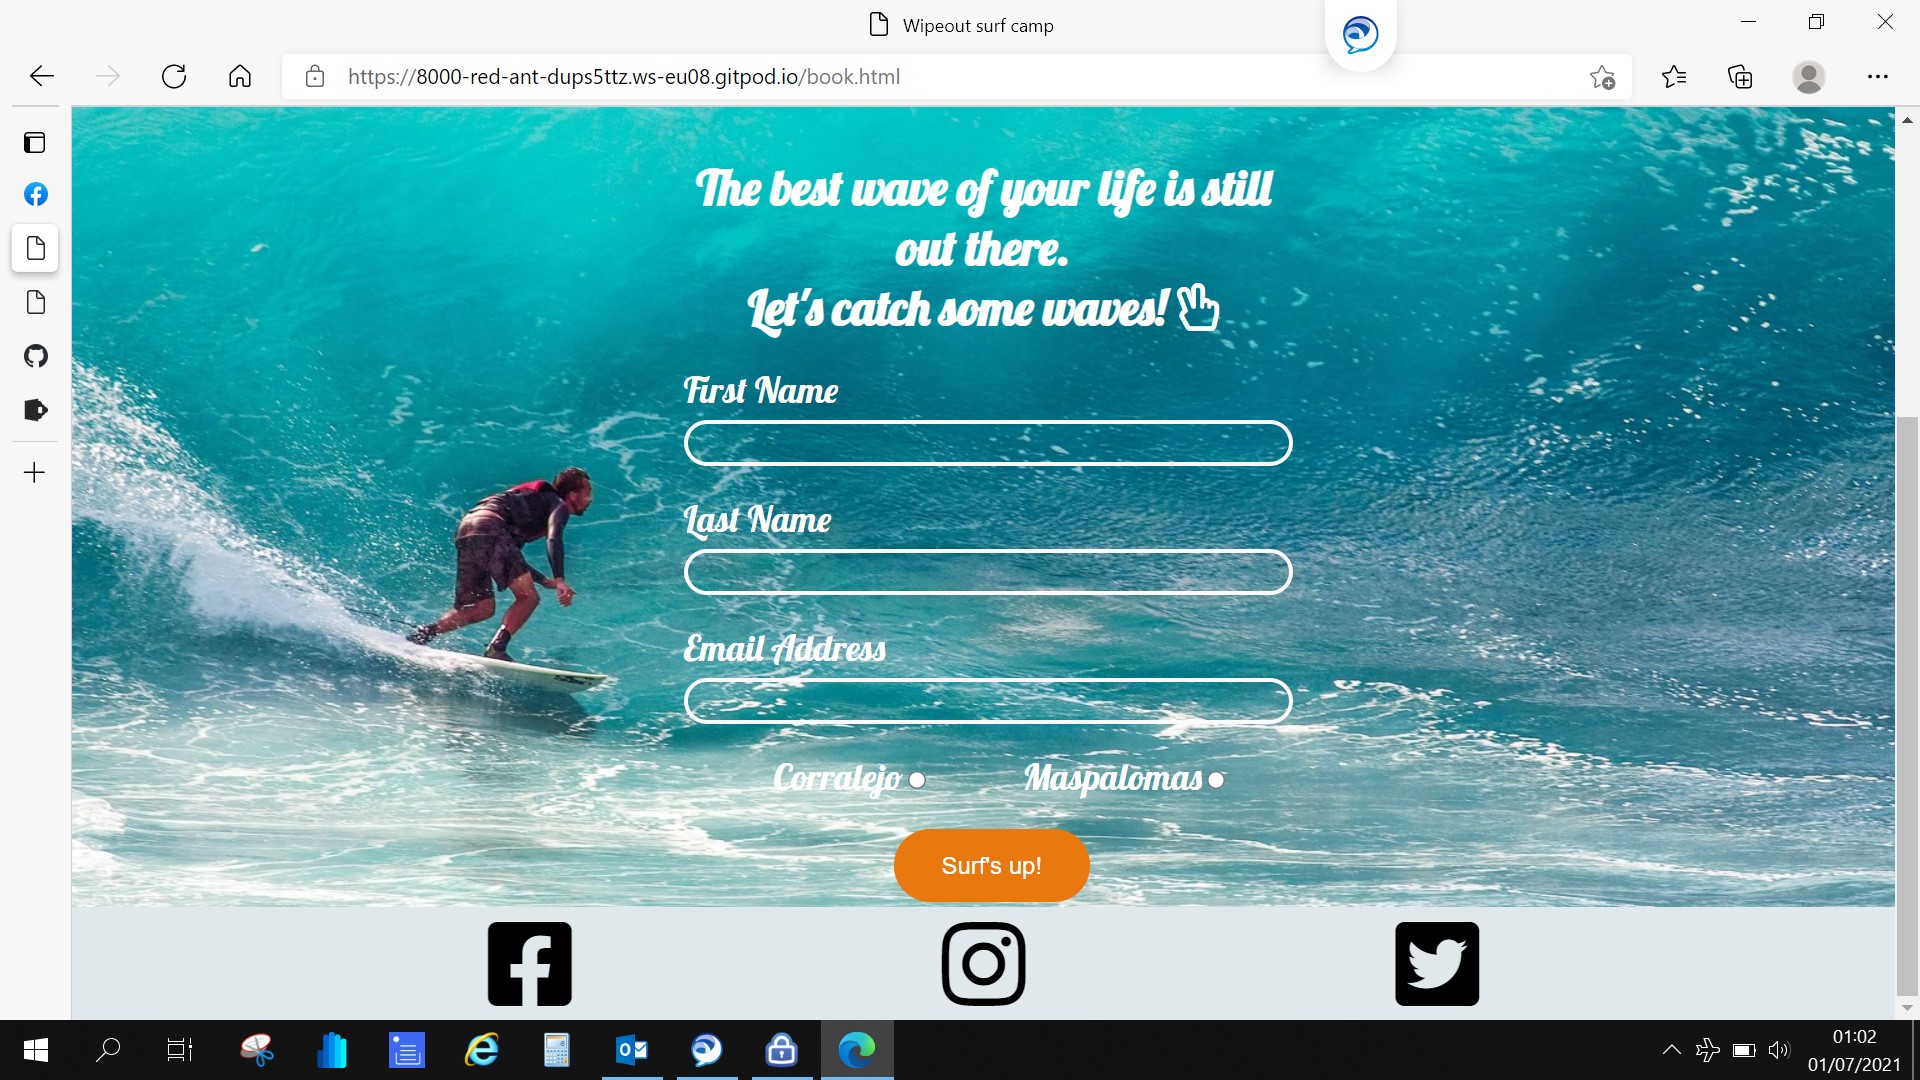 Wipeout surf camp
https://8000-red-ant-dups5ttz.ws-eu08.gitpod.io/book.html
The best wave of your life is still
out there.
Let's catch some waves!
First Name
Last Name
Email Address
Corralejo
Maspalomas
Surf's up!
01:02
01/07/2021